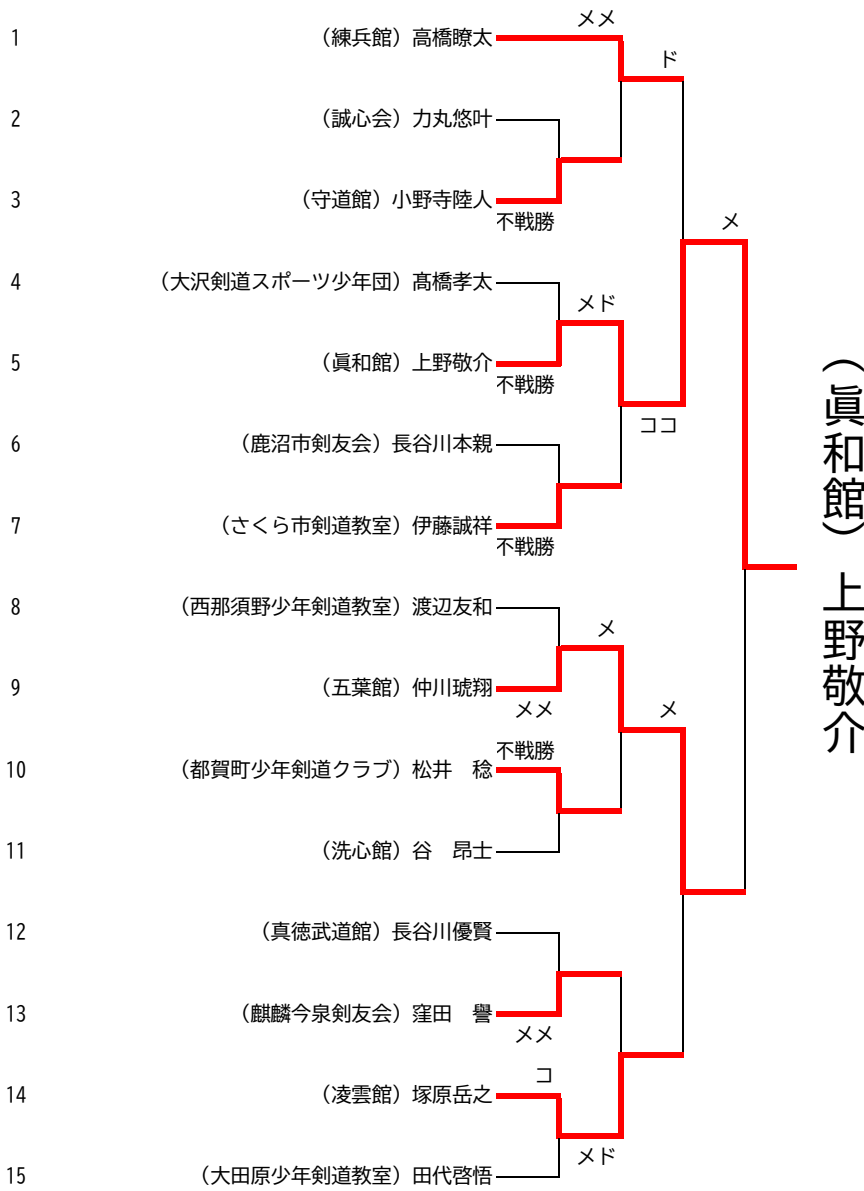 メメ
1 （練兵館）高橋瞭太
ド
2 （誠心会）力丸悠叶
3 （守道館）小野寺陸人
不戦勝
メ
4 （大沢剣道スポーツ少年団）髙橋孝太
メド
5 （眞和館）上野敬介
不戦勝
ココ
6 （鹿沼市剣友会）長谷川本親
7 （さくら市剣道教室）伊藤誠祥
不戦勝
8 （西那須野少年剣道教室）渡辺友和
メ
9 （五葉館）仲川琥翔
メメ
メ
不戦勝
10 （都賀町少年剣道クラブ）松井　稔
11 （洗心館）谷　昂士
12 （真徳武道館）長谷川優賢
13 （麒麟今泉剣友会）窪田　譽
メメ
コ
14 （凌雲館）塚原岳之
メド
15 （大田原少年剣道教室）田代啓悟
（眞和館）　上野敬介